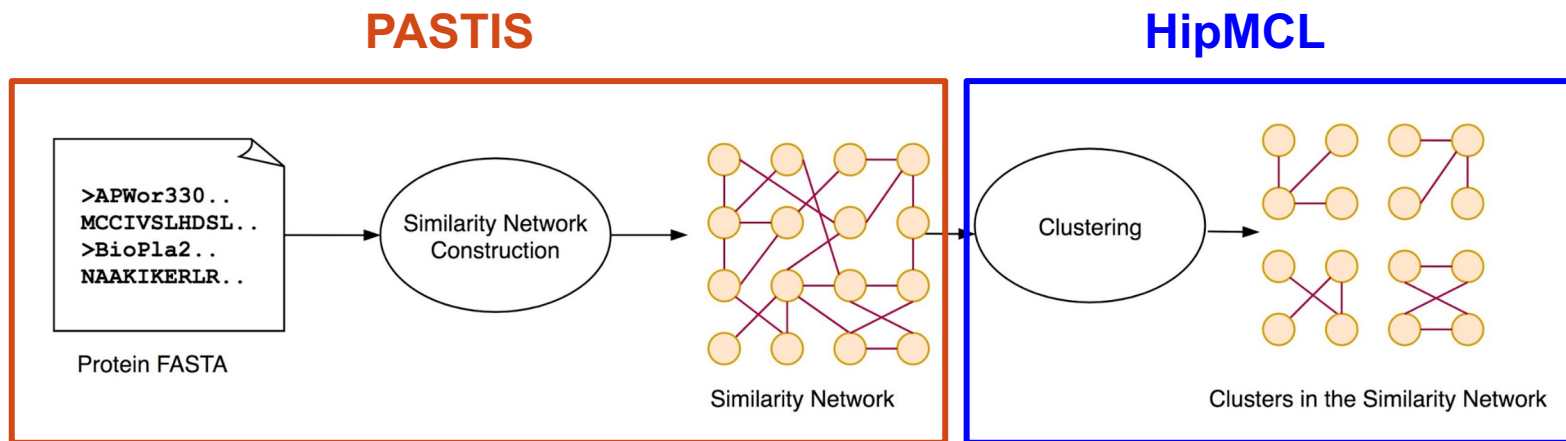 PASTIS
HipMCL
>APWor330..
MCCIVSLHDSL..
>BioPla2..
NAAKIKERLR..
Protein FASTA
Similarity Network
Construction
Similarity Network
Clustering
Clusters in the Similarity Network